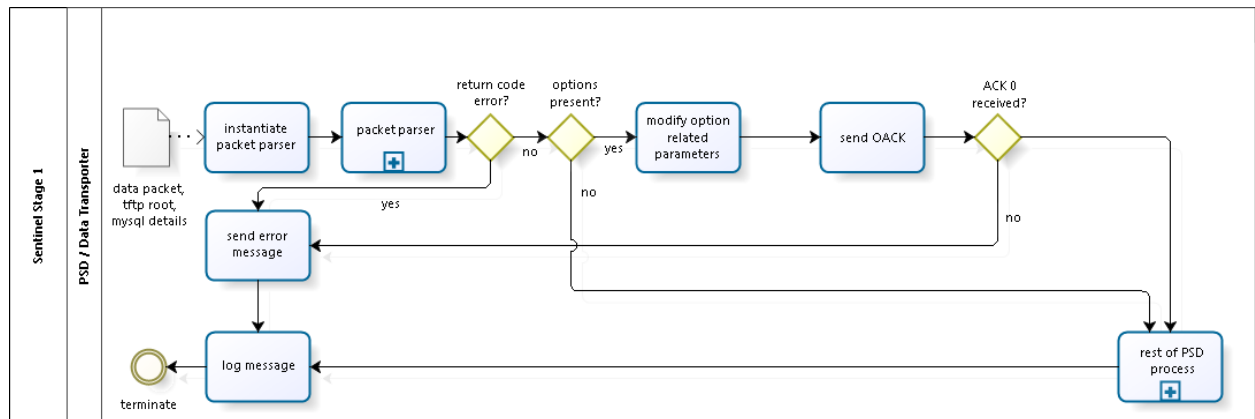 Sentinel Stage 1
PSD / Data Transporter
data packet,
tftp root,
mysql details
instantiate
packet parser
packet parser
return code
error?
no
yes
options
present?
yes
no
modify option
related
parameters
send OACK
ACK 0
received?
no
send error
message
log message
terminate
rest of PSD
process